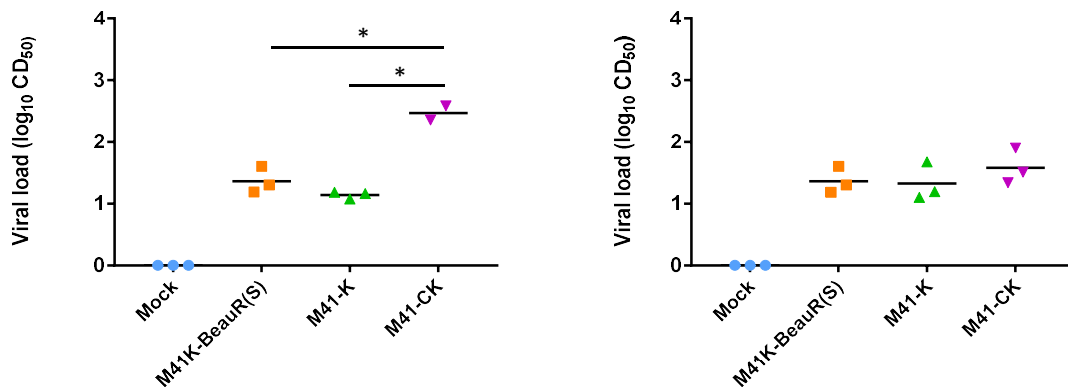 Viral load (log10 CD50)
4
3
2
1
0
*
*
Mock
M41K-BeauR(S)
M41-K
M41-CK
Viral load (log10 CD50)
4
3
2
1
0
Mock
M41K-BeauR(S)
M41-K
M41-CK